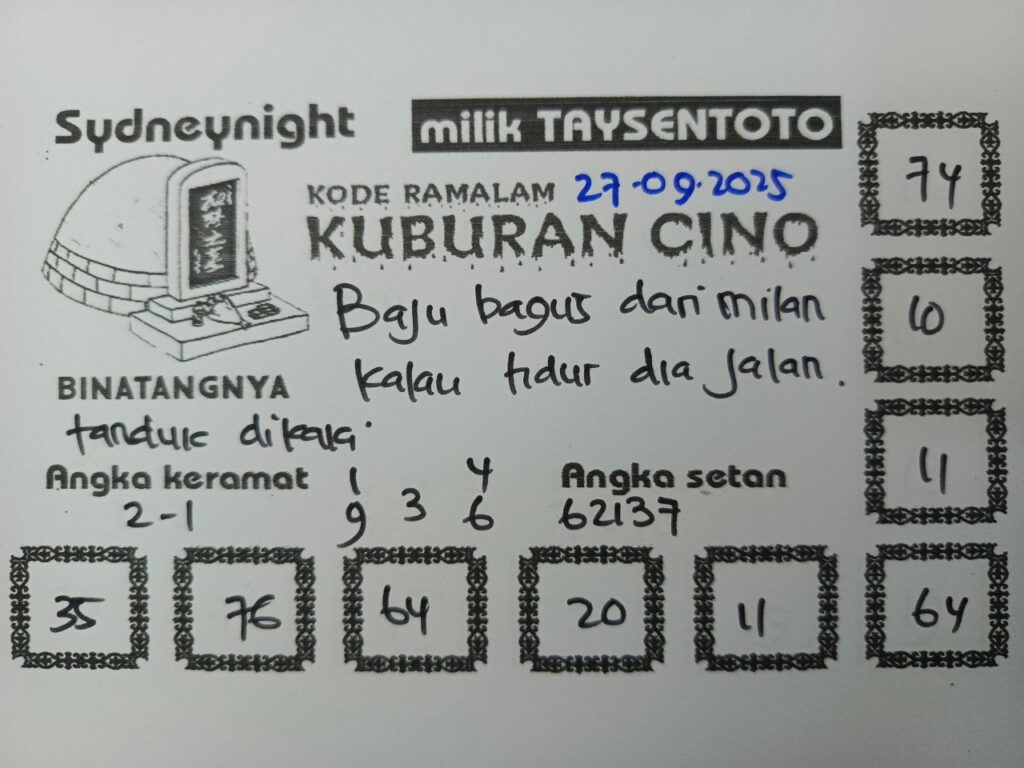 Sydneynight
milik TAYSENTOTO
KODE RAMALAM 27-09-2025
KUBURAN CINO
Baju bagus dari milan
kalau tidur dia jalan.
BINATANGNYA
tanduk dikaki
Angka keramat
2-1
1 4
9 3 6
Angka setan
62137
74
10
11
35 76 64 20 11 64